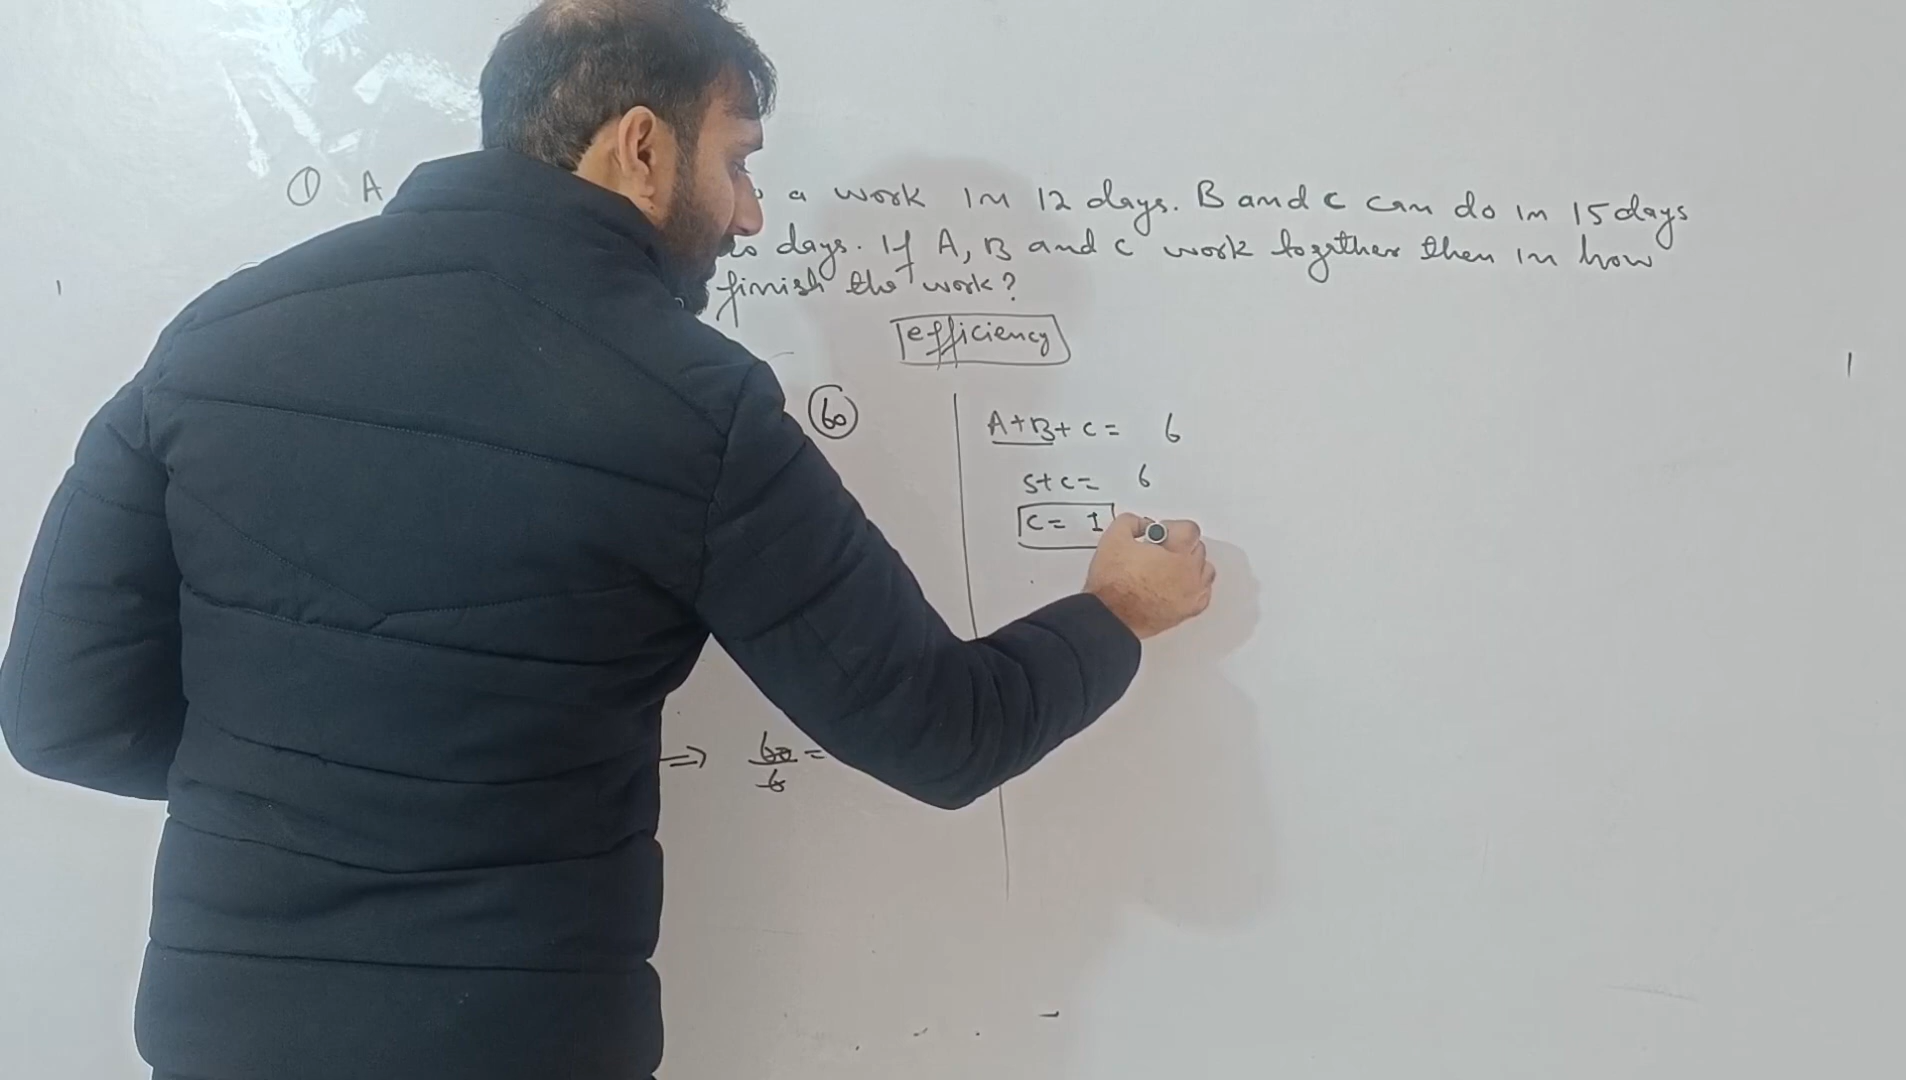 ① A a work in 12 days. B and C can do in 15 days
days. If A, B and C work together then in how
finish the work?
efficiency
60
A+B+C= 6
5+C= 6
C= 1
⇒ 60/6 =